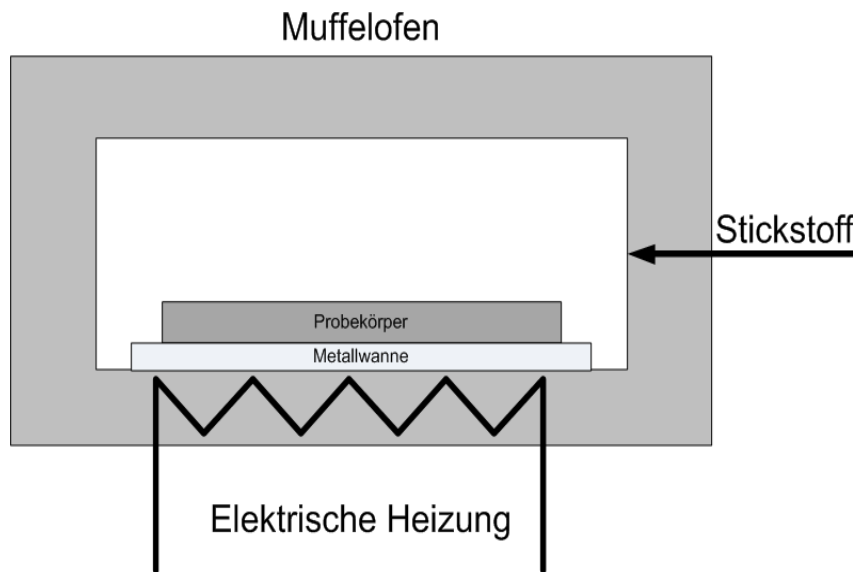 Muffelofen
Stickstoff
Probekörper
Metallwanne
Elektrische Heizung